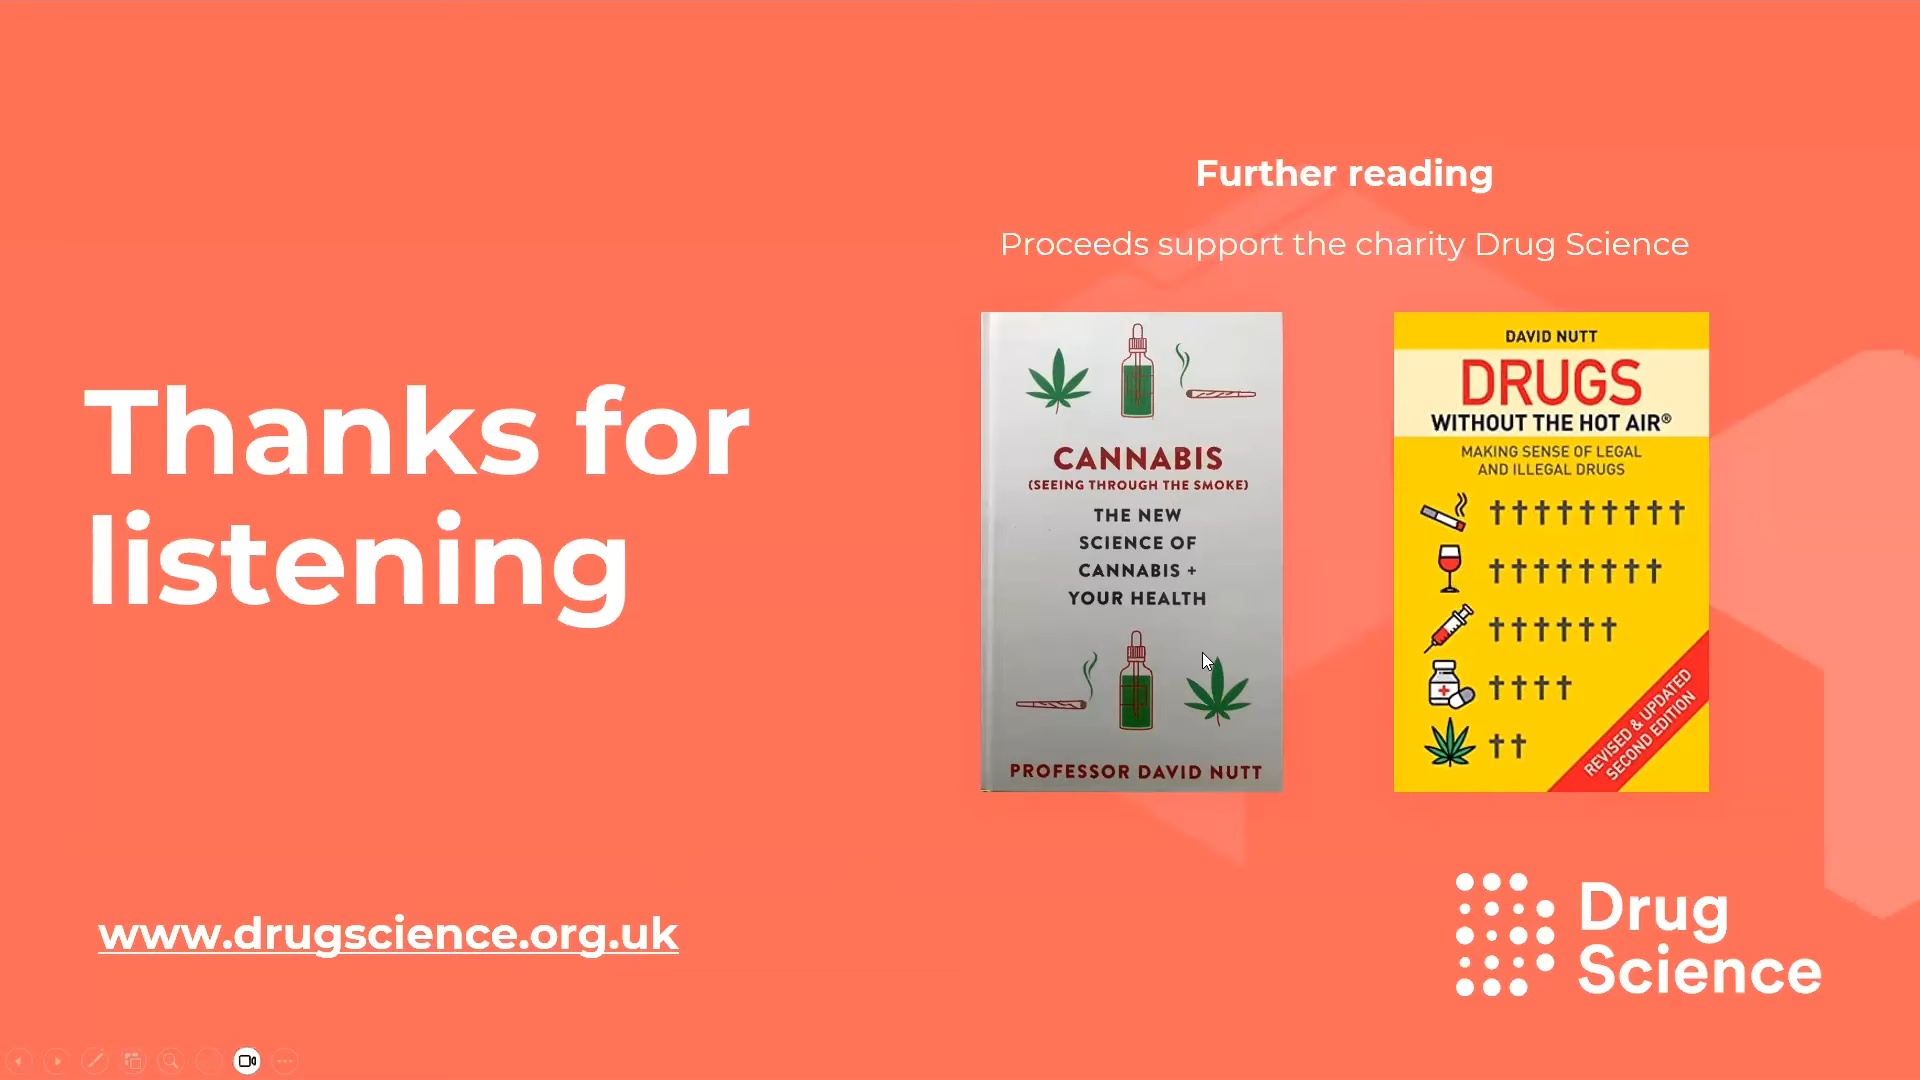 Thanks for
listening
www.drugscience.org.uk
Further reading
Proceeds support the charity Drug Science
CANNABIS
(SEEING THROUGH THE SMOKE)
THE NEW
SCIENCE OF
CANNABIS +
YOUR HEALTH
PROFESSOR DAVID NUTT
DAVID NUTT
DRUGS
WITHOUT THE HOT AIR®
MAKING SENSE OF LEGAL
AND ILLEGAL DRUGS
REVISED & UPDATED
SECOND EDITION
Drug
Science